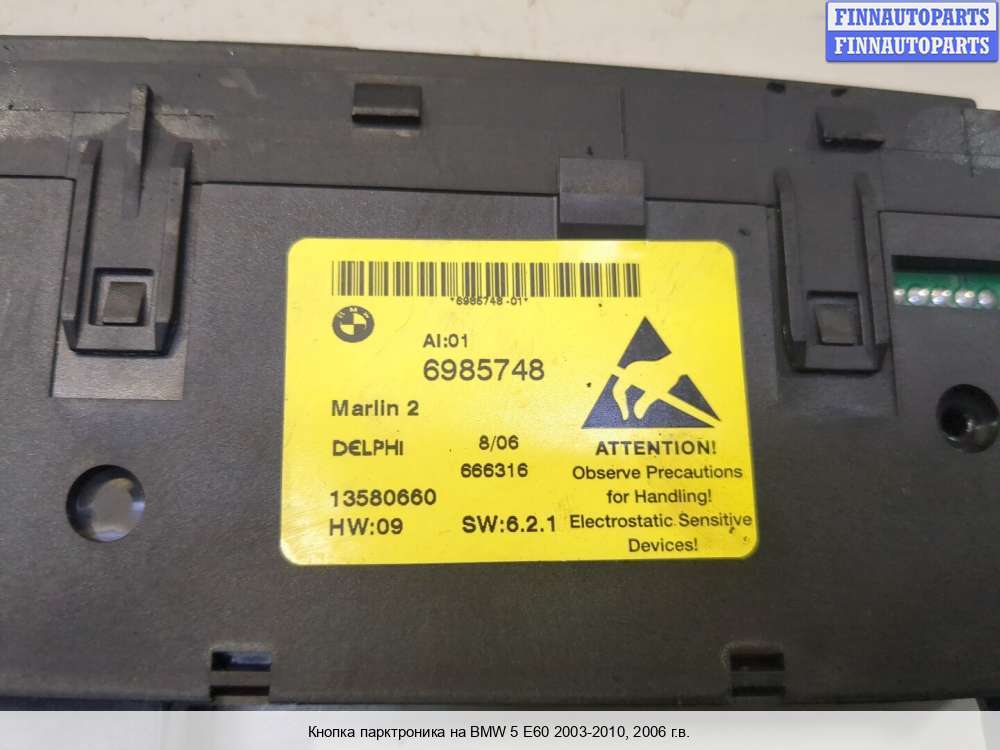 FINNAUTOPARTS
FINNAUTOPARTS
*6985748-01*
BMW
AI:01
6985748
Marlin 2
DELPHI
8/06
666316
13580660
HW:09
SW:6.2.1
ATTENTION!
Observe Precautions
for Handling!
Electrostatic Sensitive
Devices!
Кнопка парктроника на BMW 5 E60 2003-2010, 2006 г.в.